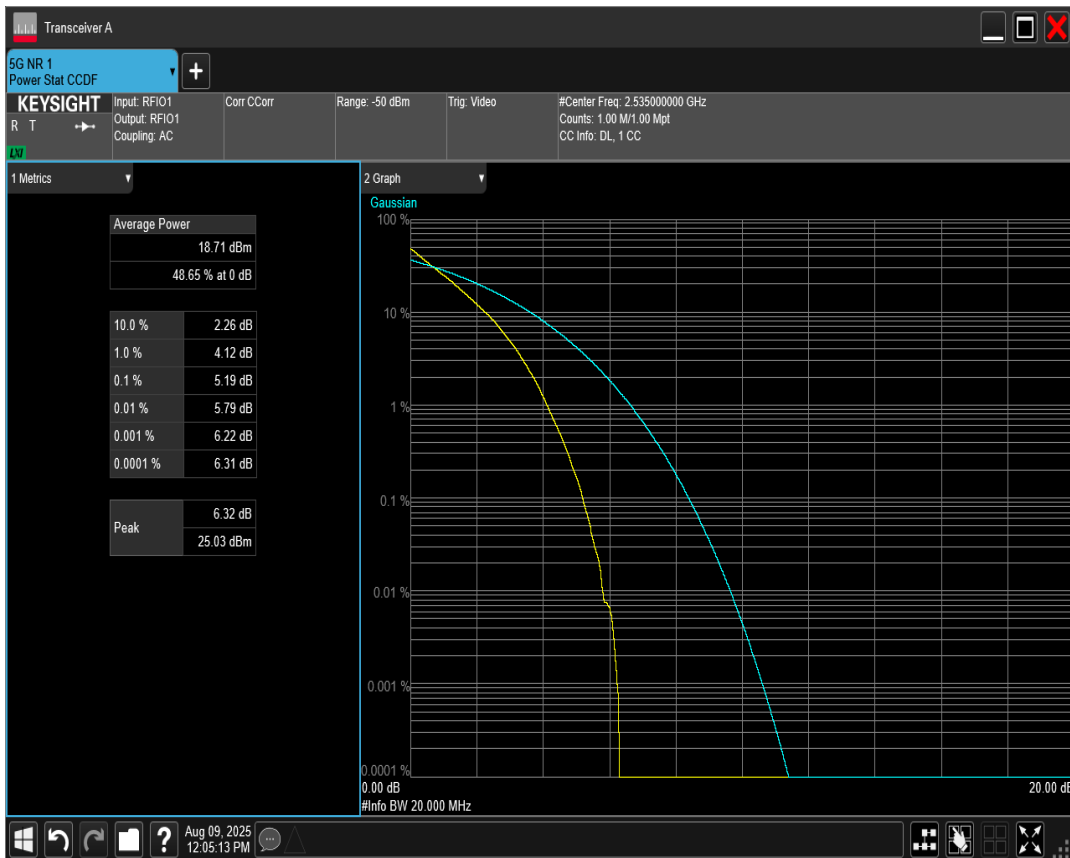 Transceiver A
5G NR 1
Power Stat CCDF
+
KEYSIGHT
R T
LXI
Input: RFIO1
Output: RFIO1
Coupling: AC
Corr CCorr
Range: -50 dBm
Trig: Video
#Center Freq: 2.535000000 GHz
Counts: 1.00 M/1.00 Mpt
CC Info: DL, 1 CC
1 Metrics
Average Power
18.71 dBm
48.65 % at 0 dB
10.0 % 2.26 dB
1.0 % 4.12 dB
0.1 % 5.19 dB
0.01 % 5.79 dB
0.001 % 6.22 dB
0.0001 % 6.31 dB
Peak 6.32 dB
25.03 dBm
2 Graph
Gaussian
100 %
10 %
1 %
0.1 %
0.01 %
0.001 %
0.0001 %
0.00 dB 20.00 dB
#Info BW 20.000 MHz
?
Aug 09, 2025
12:05:13 PM